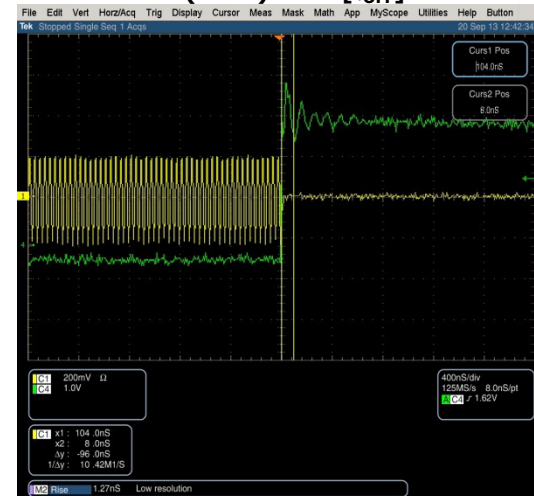 File Edit Vert Horz/Acq Trig Display Cursor Meas Mask Math App MyScope Utilities Help Button
Tek Stopped Single Seq 1 Acqs 20 Sep 13 12:42:34
Curs1 Pos
104.0nS
Curs2 Pos
8.0nS
1
4
C1 200mV Ω
C4 1.0V
400nS/div
125MS/s 8.0nS/pt
A C4 ƒ 1.62V
C1 x1 : 104 .0nS
x2 : 8 .0nS
Δy : -96 .0nS
1/Δy : 10 .42M1/S
M2 Rise 1.27nS Low resolution